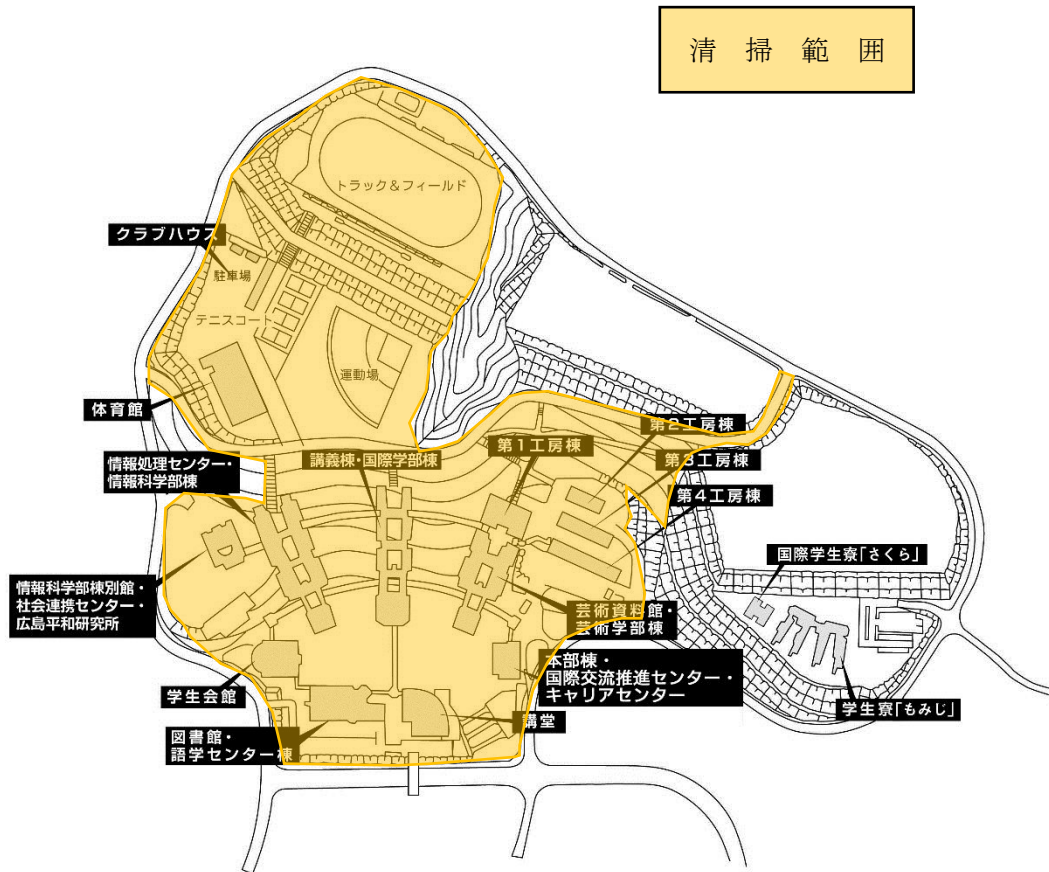 清掃範囲
トラック&フィールド
クラブハウス
駐車場
テニスコート
運動場
体育館
第2工房棟
第1工房棟
情報処理センター・
情報科学部棟
講義棟・国際学部棟
第3工房棟
第4工房棟
国際学生寮「さくら」
情報科学部棟別館・
社会連携センター・
広島平和研究所
芸術資料館・
芸術学部棟
本部棟・
国際交流推進センター・
キャリアセンター
学生会館
学生寮「もみじ」
講堂
図書館・
語学センター棟